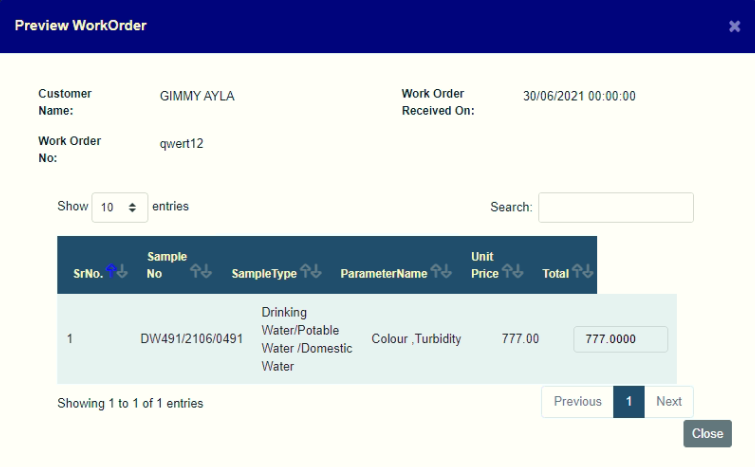 Preview WorkOrder ×
Customer Name: GIMMY AYLA Work Order Received On: 30/06/2021 00:00:00
Work Order No: qwert12
Show 10 entries Search:
SrNo. Sample No SampleType ParameterName Unit Price Total
1 DW491/2106/0491 Drinking Water/Potable Water /Domestic Water Colour ,Turbidity 777.00 777.0000
Showing 1 to 1 of 1 entries Previous 1 Next
Close